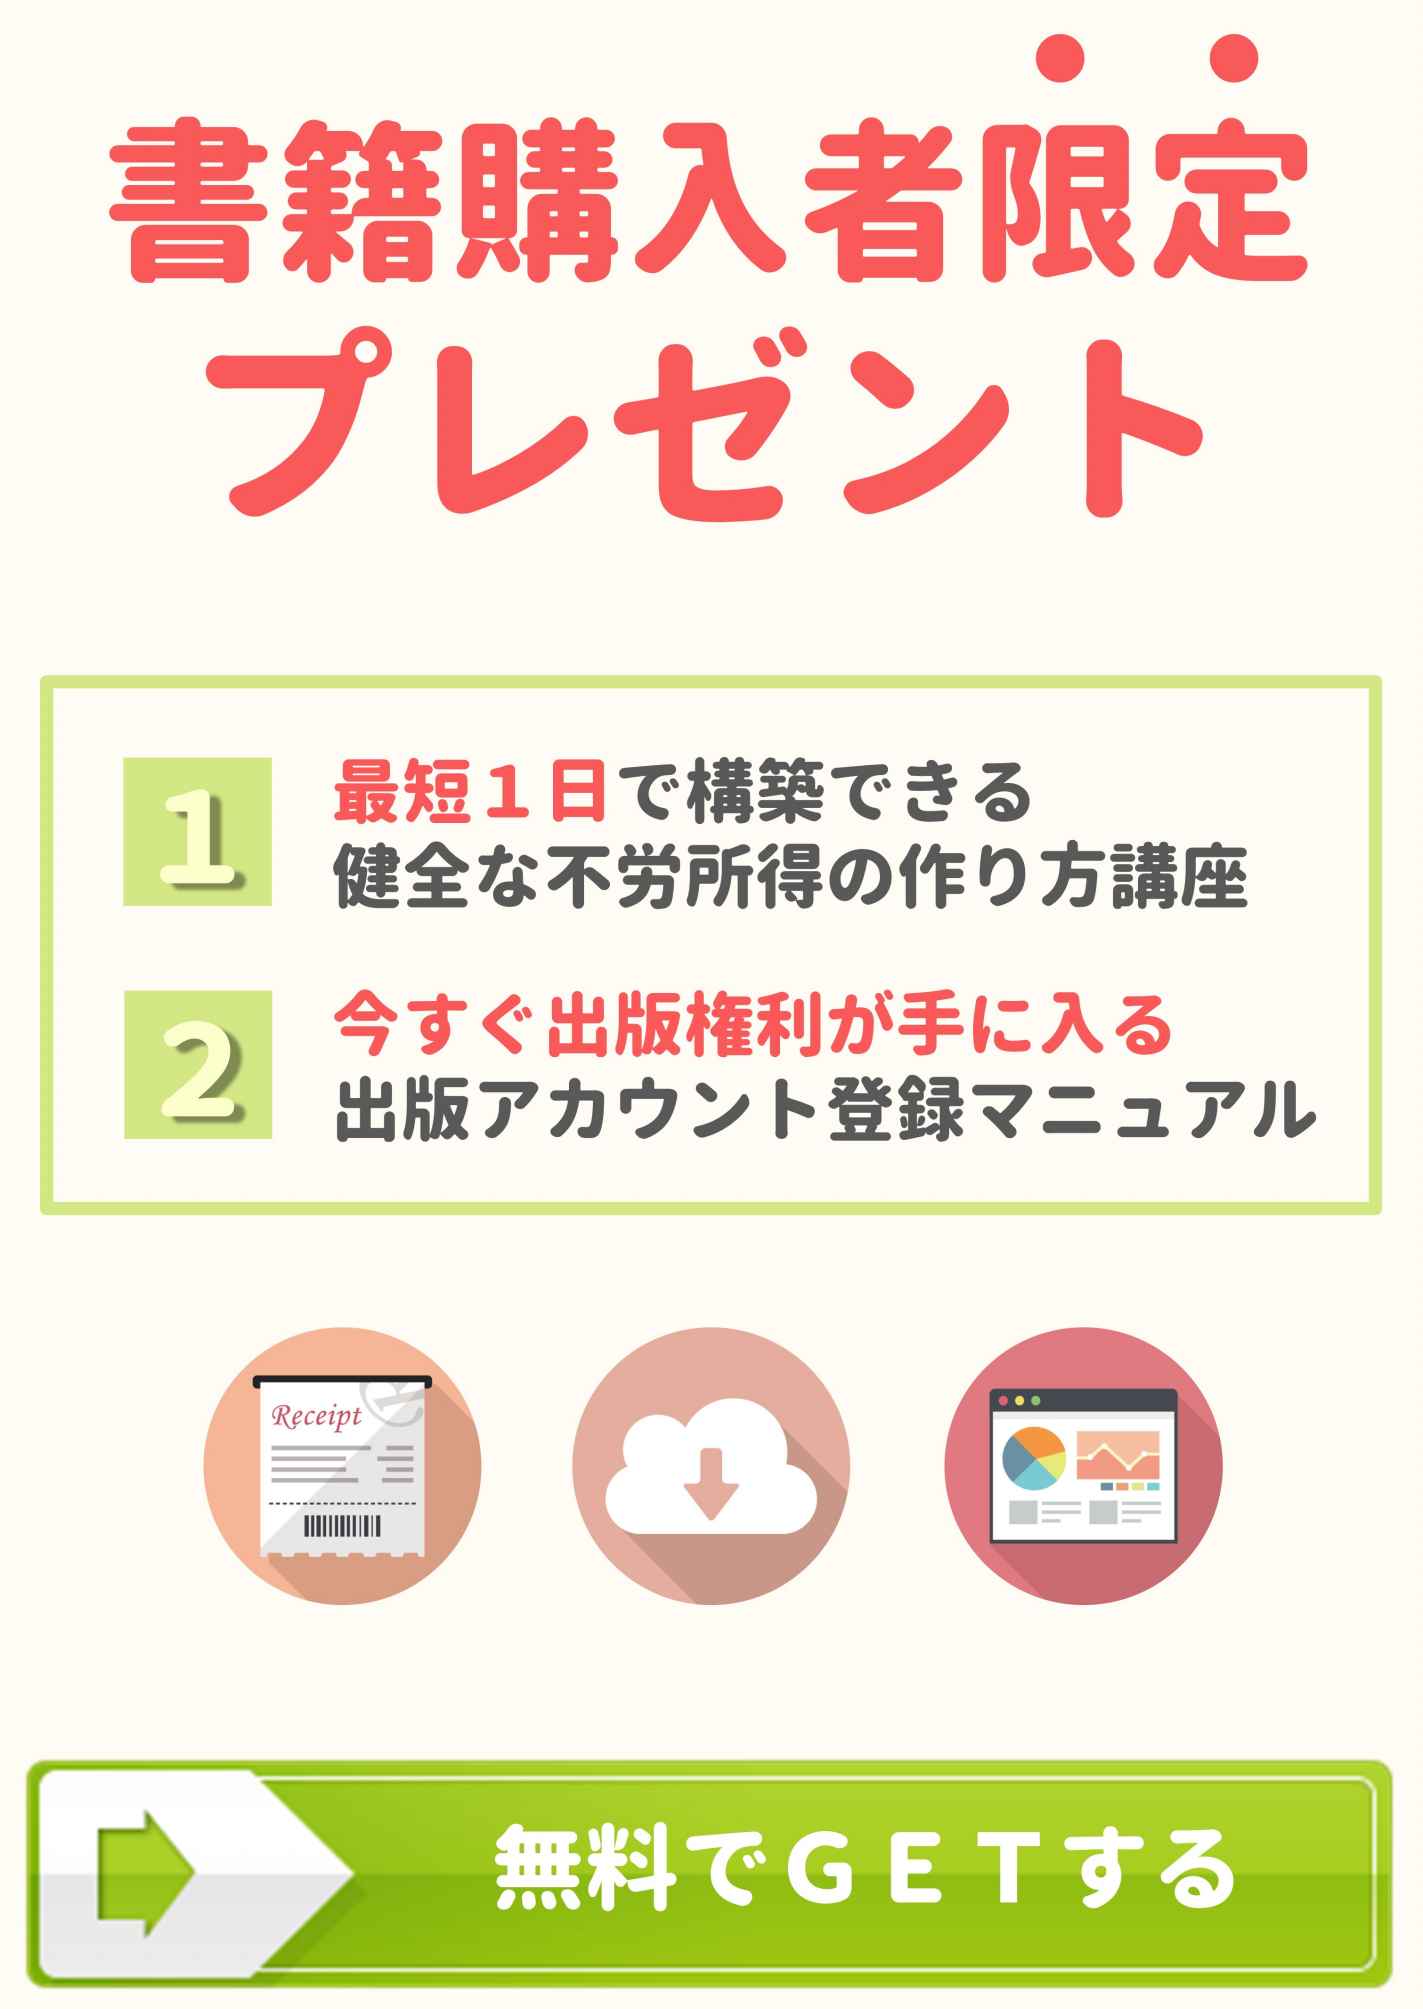 書籍購入者限定
プレゼント
1
最短１日で構築できる
健全な不労所得の作り方講座
2
今すぐ出版権利が手に入る
出版アカウント登録マニュアル
Receipt
無料でＧＥＴする